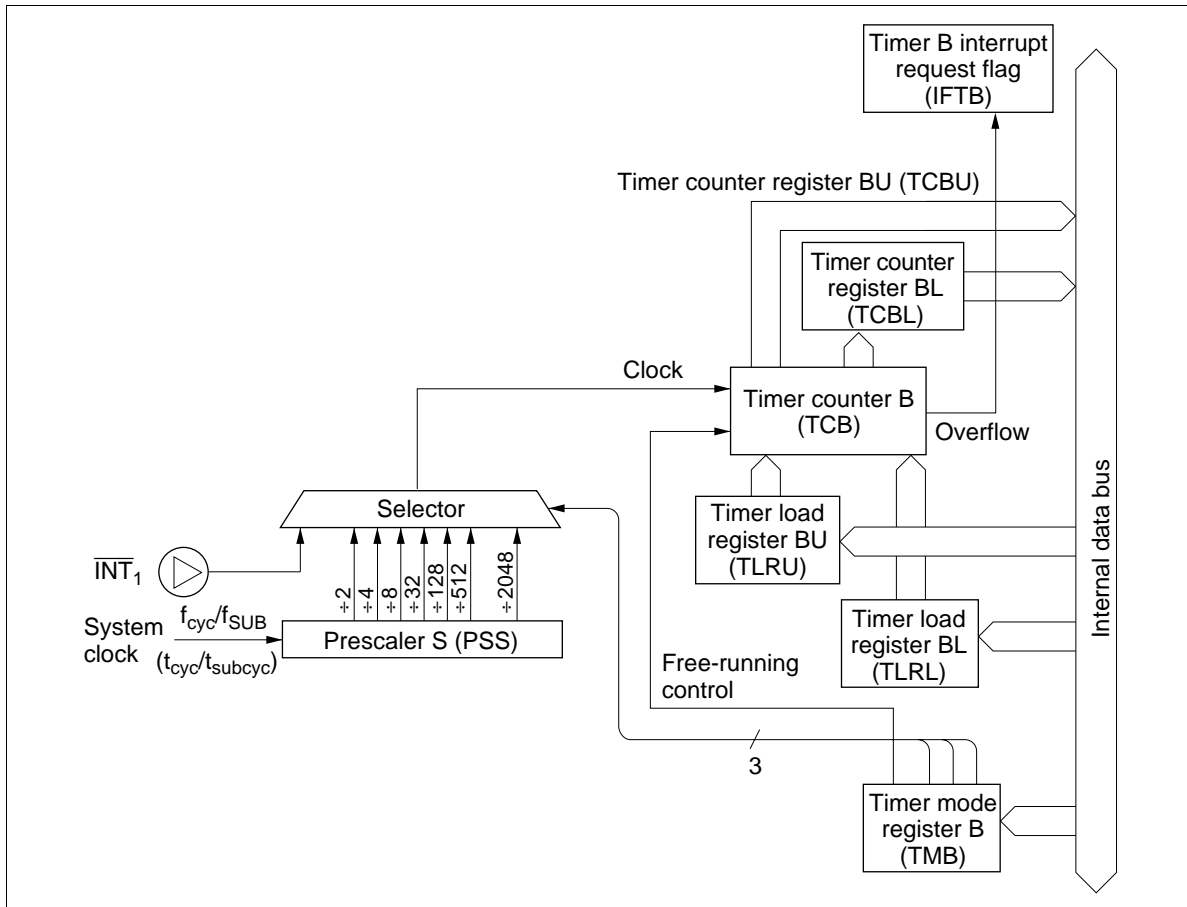 Timer B interrupt
request flag
(IFTB)
Timer counter register BU (TCBU)
Timer counter
register BL
(TCBL)
Clock
Timer counter B
(TCB)
Overflow
Selector
Timer load
register BU
(TLRU)
INT1
÷2
÷4
÷8
÷32
÷128
÷512
÷2048
System
clock
fcyc/fSUB
(tcyc/tsubcyc)
Prescaler S (PSS)
Timer load
register BL
(TLRL)
Free-running
control
3
Timer mode
register B
(TMB)
Internal data bus